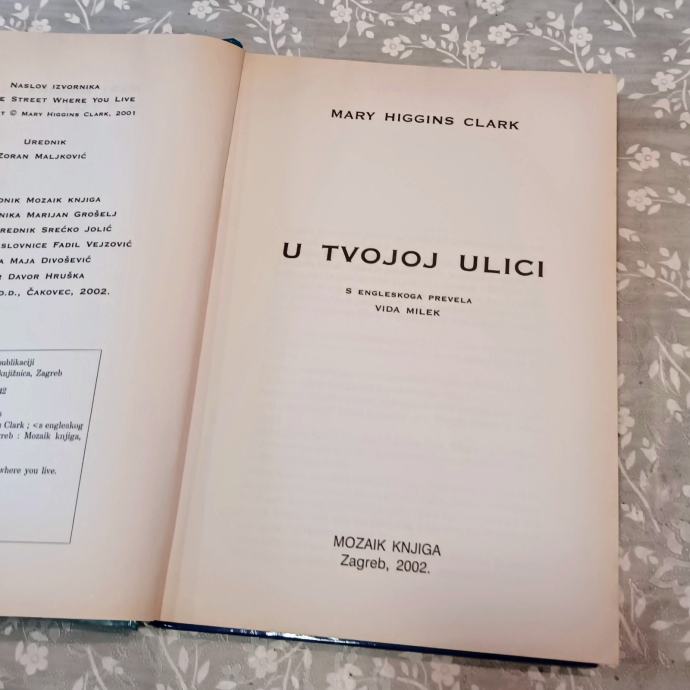 NASLOV IZVORNIKA
STREET WHERE YOU LIVE
© MARY HIGGINS CLARK, 2001
UREDNIK
ZORAN MALJKOVIĆ
MOZAIK KNJIGA
MARIJAN GROŠELJ
SREĆKO JOLIĆ
FADIL VEJZOVIĆ
MAJA DIVOŠEVIĆ
DAVOR HRUŠKA
D.D., ČAKOVEC, 2002.
publikaciji
knjižnica, Zagreb
Clark ; <s engleskog
: Mozaik knjiga,
where you live.
MARY HIGGINS CLARK
U TVOJOJ ULICI
S ENGLESKOGA PREVELA
VIDA MILEK
MOZAIK KNJIGA
Zagreb, 2002.